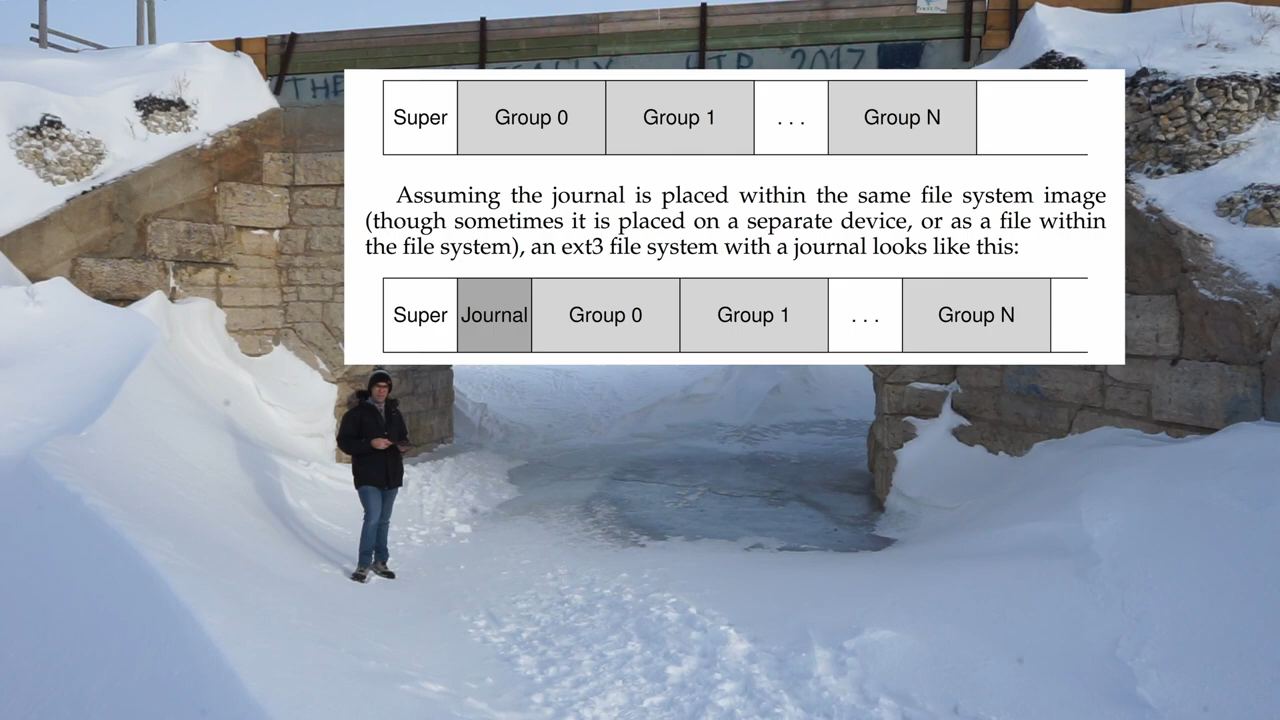 THE
2017
Super Group 0 Group 1 . . . Group N
Assuming the journal is placed within the same file system image
(though sometimes it is placed on a separate device, or as a file within
the file system), an ext3 file system with a journal looks like this:
Super Journal Group 0 Group 1 . . . Group N